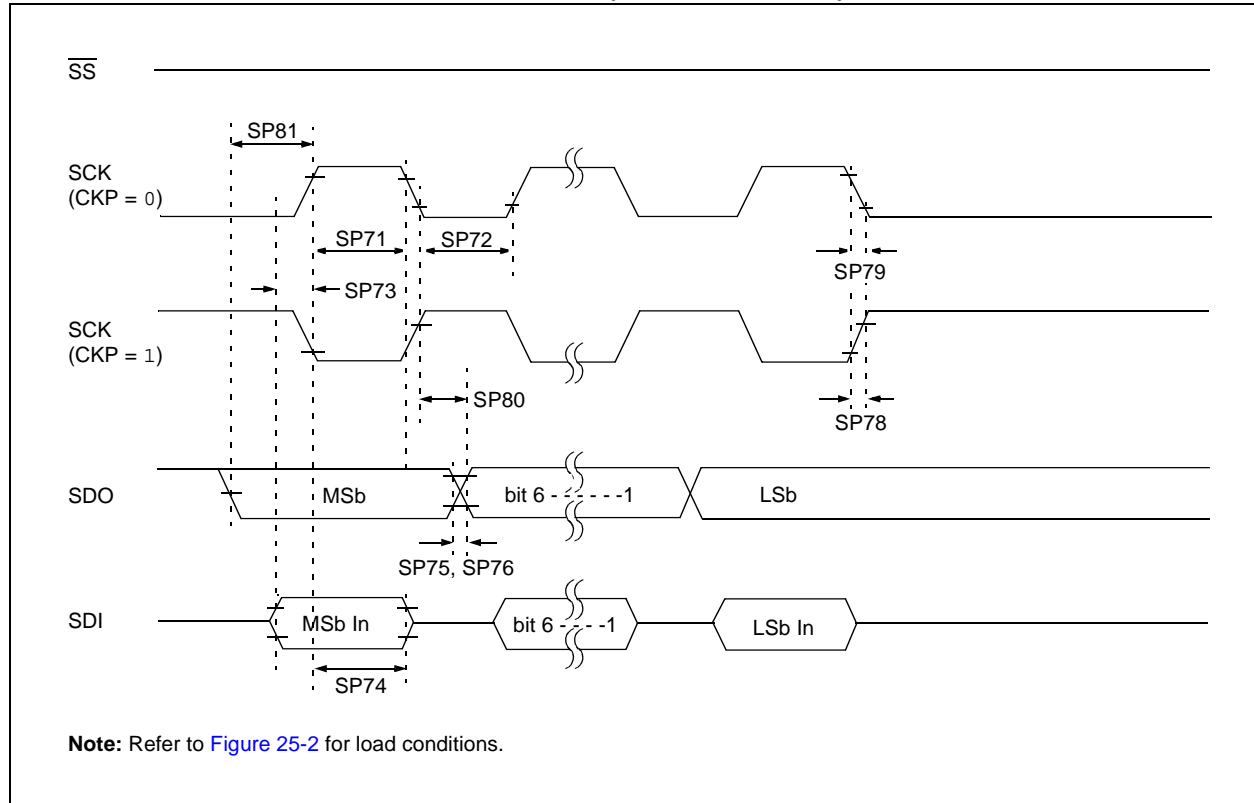 SS
SP81
SCK
(CKP = 0)
SP71
SP72
SP79
SP73
SCK
(CKP = 1)
SP80
SP78
SDO
MSb
bit 6 - - - - - -1
LSb
SP75, SP76
SDI
MSb In
bit 6 - - - - -1
LSb In
SP74
Note: Refer to Figure 25-2 for load conditions.